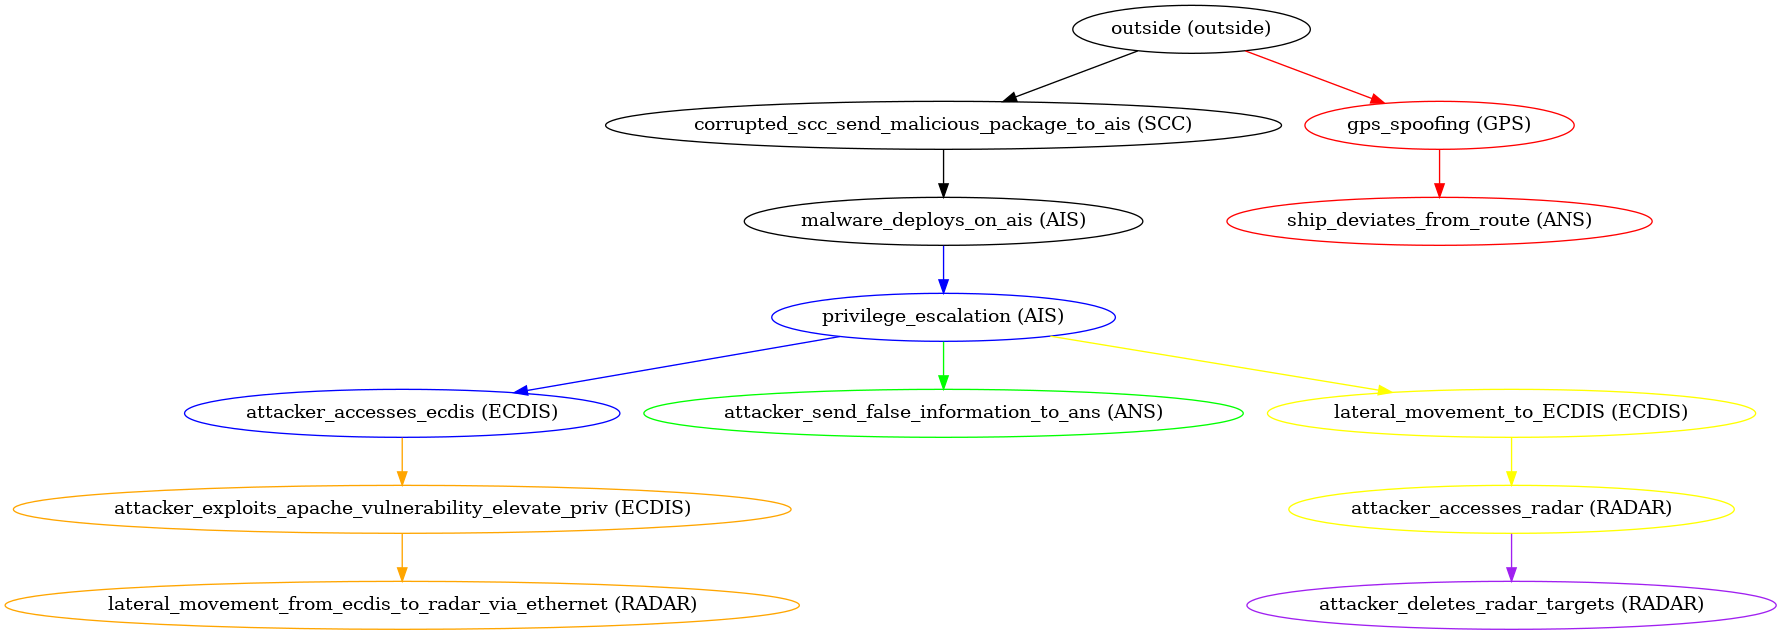 outside (outside)
corrupted_scc_send_malicious_package_to_ais (SCC)
gps_spoofing (GPS)
malware_deploys_on_ais (AIS)
ship_deviates_from_route (ANS)
privilege_escalation (AIS)
attacker_accesses_ecdis (ECDIS)
attacker_send_false_information_to_ans (ANS)
lateral_movement_to_ECDIS (ECDIS)
attacker_exploits_apache_vulnerability_elevate_priv (ECDIS)
attacker_accesses_radar (RADAR)
lateral_movement_from_ecdis_to_radar_via_ethernet (RADAR)
attacker_deletes_radar_targets (RADAR)